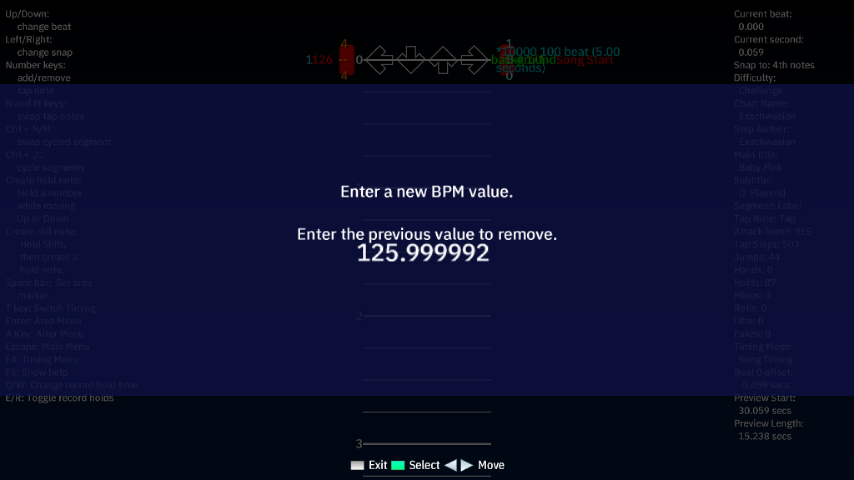 Up/Down:
change beat
Left/Right:
change snap
Number keys:
add/remove
tap note
N and M keys:
swap tap notes
Ctrl + N/M:
swap cycled segment
Ctrl + ,/.:
cycle segments
Create hold note:
Hold a number
while moving
Up or Down
Create roll note:
Hold Shift,
then create a
hold note.
Space bar: Set area
marker
T key: Switch Timing
Enter: Area Menu
A Key: Alter Menu
Escape: Main Menu
F4: Timing Menu
F1: Show help
Q/W: Change record hold time
E/R: Toggle record holds
4
1126
4
0
1
0
100 beat (5.00
seconds)
Song Start
Enter a new BPM value.
Enter the previous value to remove.
125.999992
2
3
Exit Select Move
Current beat:
0.000
Current second:
0.059
Snap to: 4th notes
Difficulty:
Challenge
Chart Name:
Exschwasion
Step Author:
Exschwasion
Main title:
Baby Pink
Subtitle:
[2 Players]
Segment: Label
Tap Note: Tap
Attack here?: YES
Tap Steps: 503
Jumps: 44
Hands: 0
Holds: 87
Mines: 9
Rolls: 0
Lifts: 6
Fakes: 0
Timing Mode:
Song Timing
Beat 0 offset:
-0.059 secs
Preview Start:
30.059 secs
Preview Length:
15.238 secs